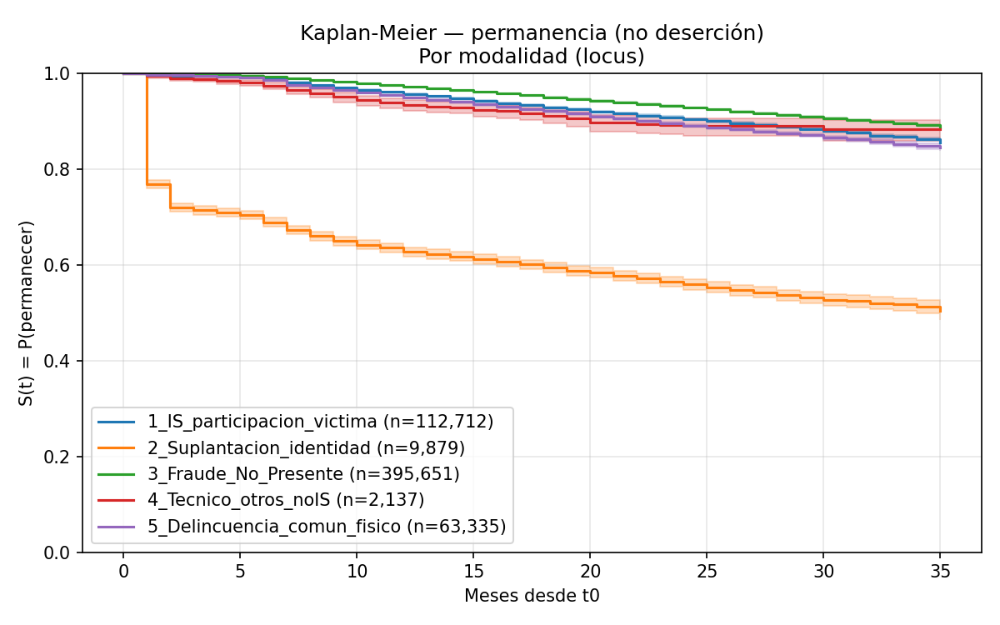 Kaplan-Meier — permanencia (no deserción)
Por modalidad (locus)
S(t) = P(permanecer)
1.0
0.8
0.6
0.4
0.2
0.0
1_IS_participacion_victima (n=112,712)
2_Suplantacion_identidad (n=9,879)
3_Fraude_No_Presente (n=395,651)
4_Tecnico_otros_noIS (n=2,137)
5_Delincuencia_comun_fisico (n=63,335)
0 5 10 15 20 25 30 35
Meses desde t0